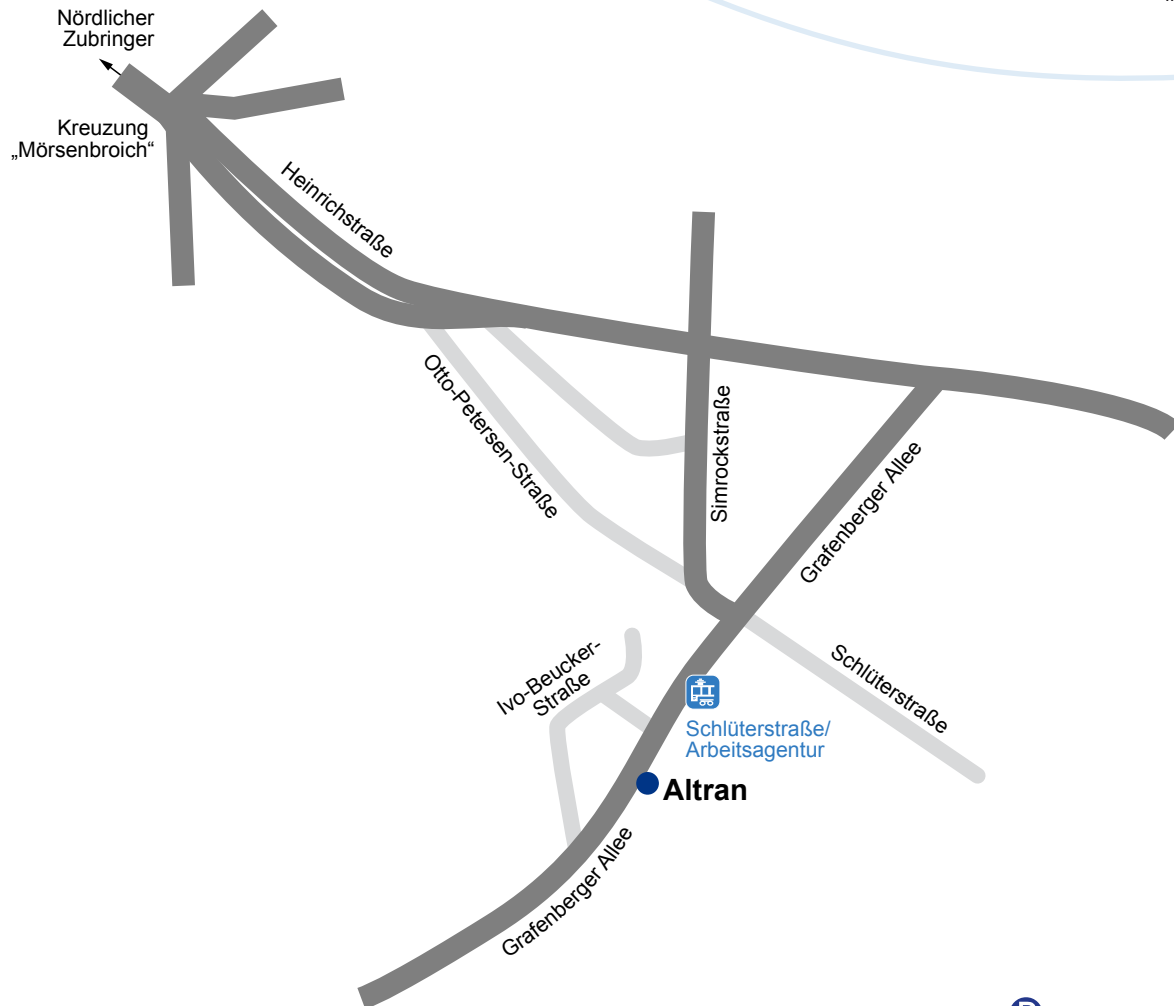 Nördlicher
Zubringer
Kreuzung
„Mörsenbroich“
Heinrichstraße
Otto-Petersen-Straße
Simrockstraße
Grafenberger Allee
Ivo-Beucker-
Straße
Schlüterstraße
Schlüterstraße/
Arbeitsagentur
Altran
Grafenberger Allee